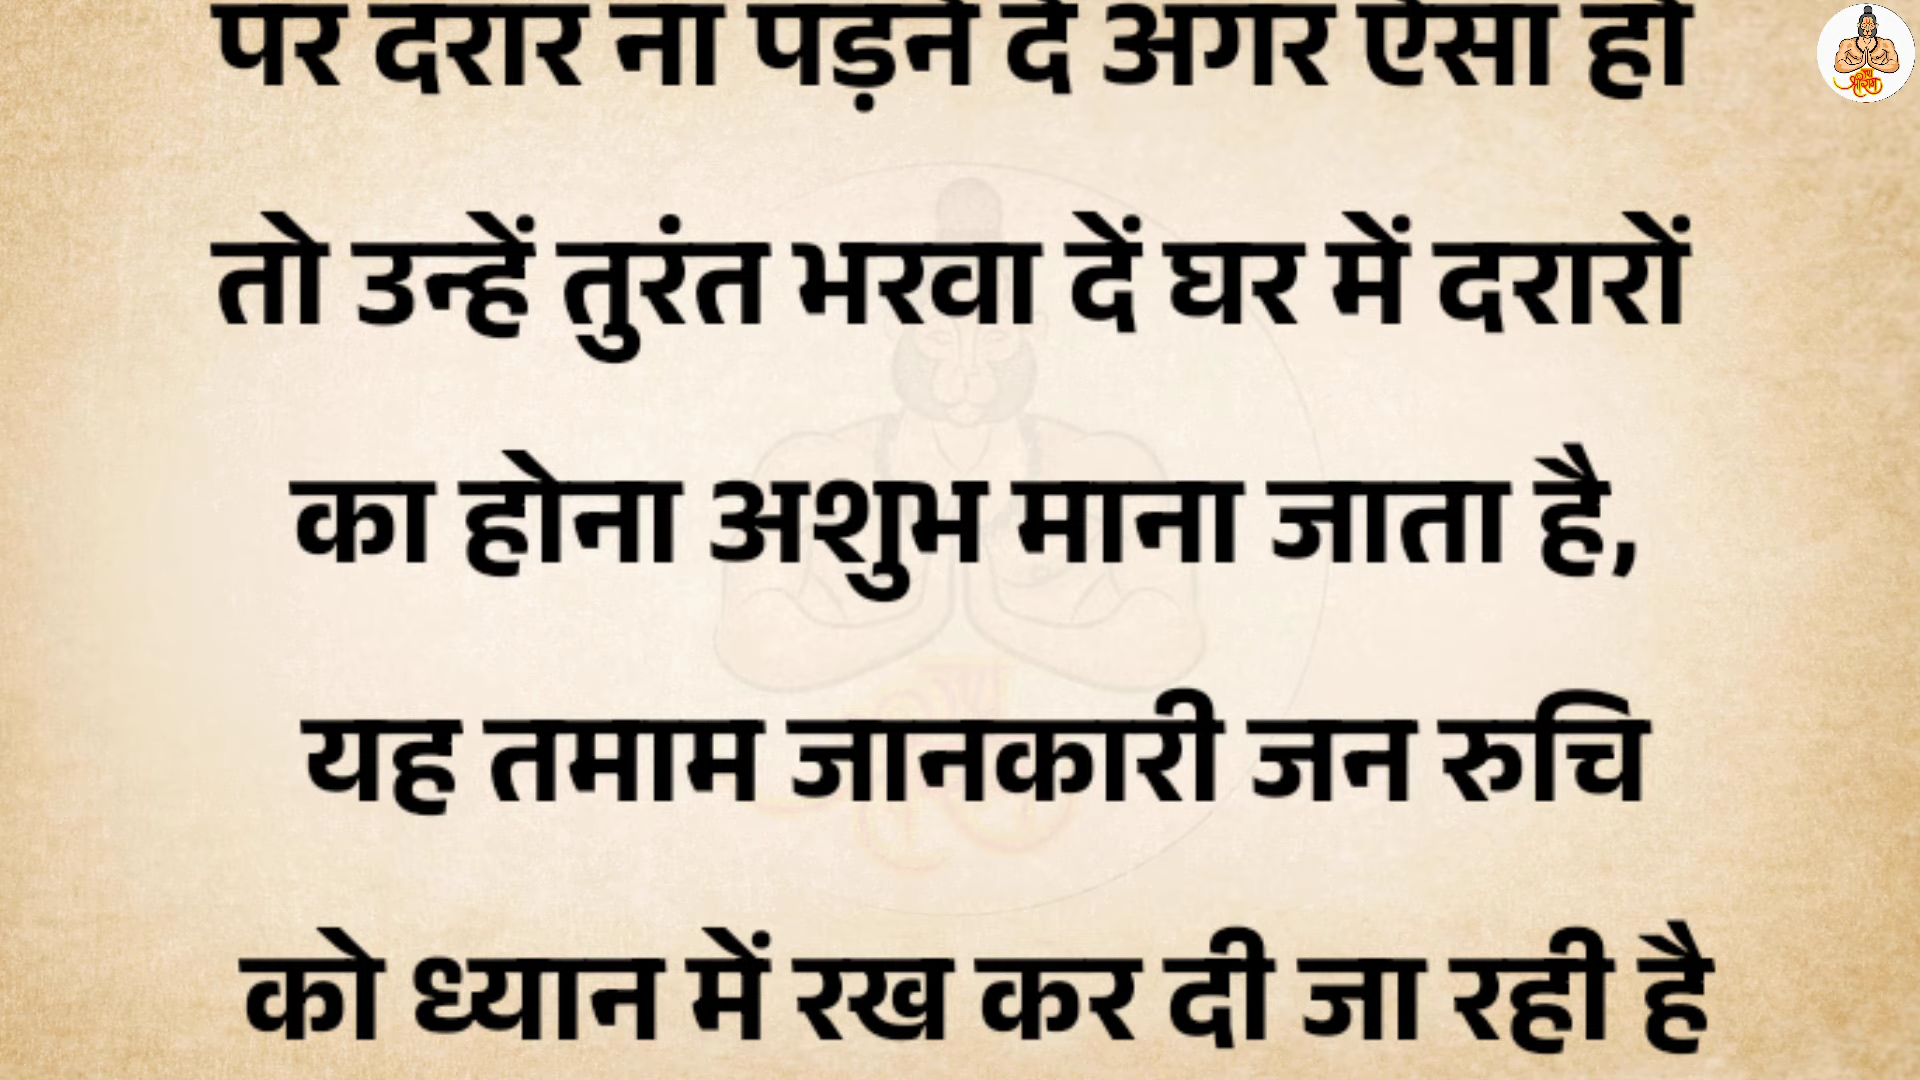 पर दरार ना पड़ने दें अगर ऐसा हो
तो उन्हें तुरंत भरवा दें घर में दरारों
का होना अशुभ माना जाता है,
यह तमाम जानकारी जन रुचि
को ध्यान में रख कर दी जा रही है